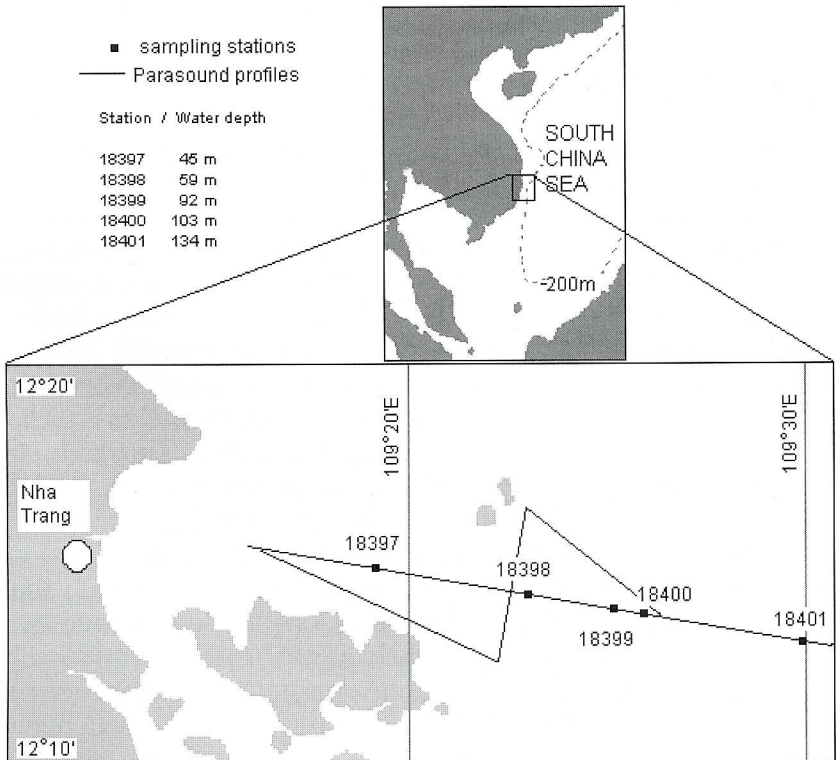 sampling stations
Parasound profiles
Station / Water depth
18397 45 m
18398 59 m
18399 92 m
18400 103 m
18401 134 m
SOUTH
CHINA
SEA
-200m
12°20'
109°20'E
109°30'E
Nha
Trang
18397
18398
18400
18399
18401
12°10'